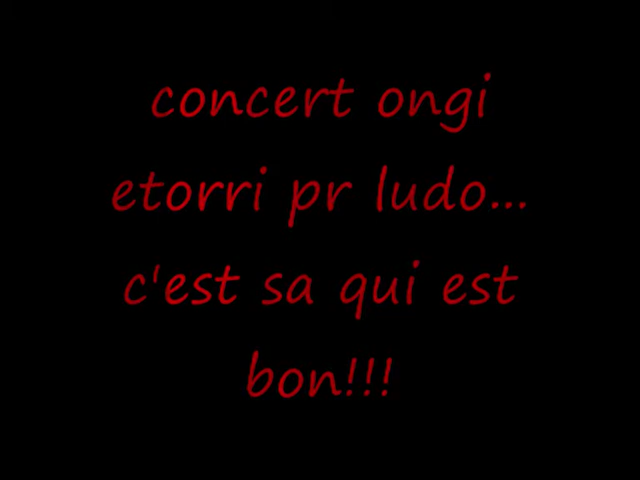 concert ongi
etorri pr ludo...
c'est sa qui est
bon!!!